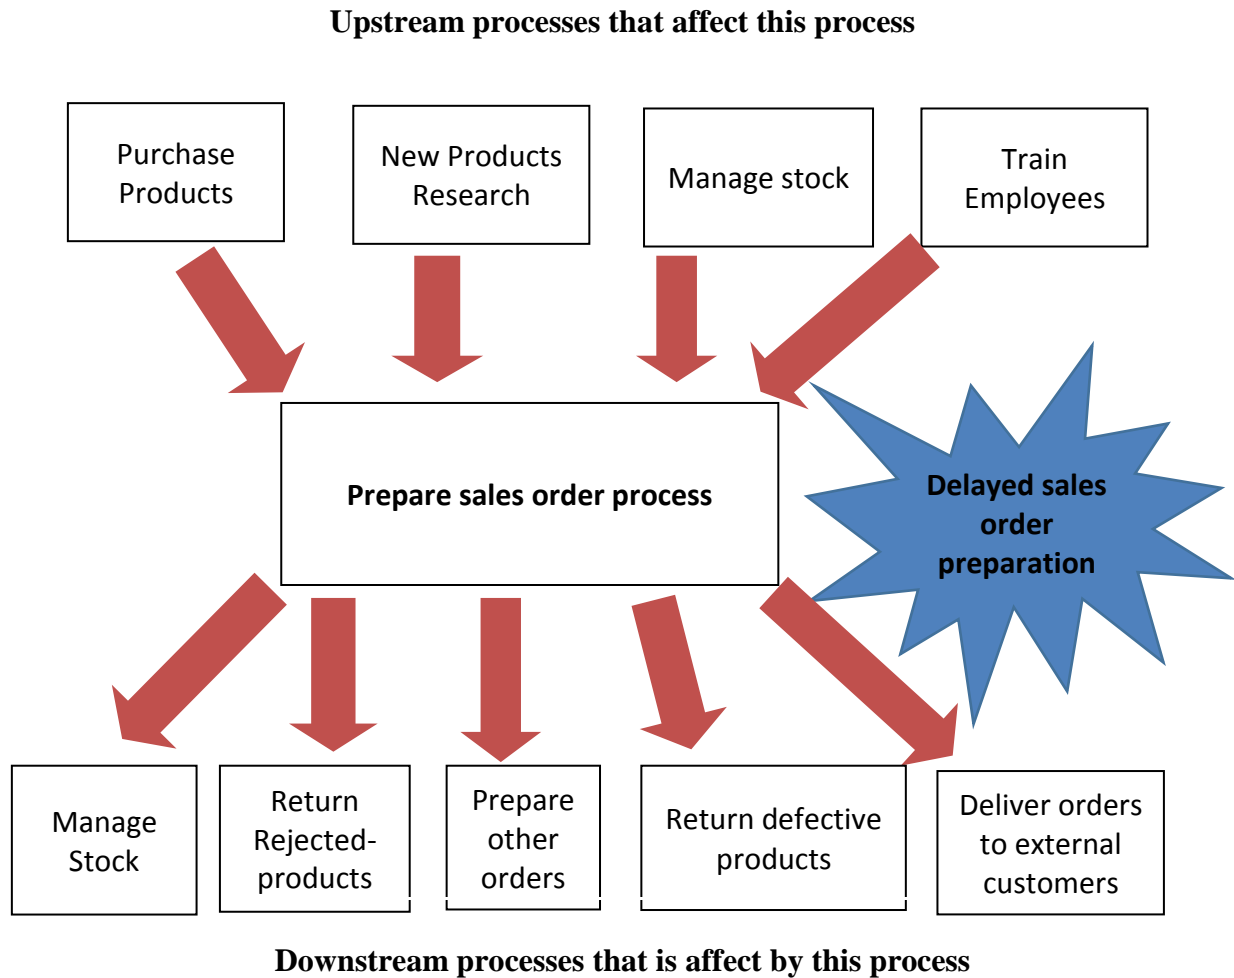 Upstream processes that affect this process
Purchase
Products
New Products
Research
Manage stock
Train
Employees
Prepare sales order process
Delayed sales
order
preparation
Manage
Stock
Return
Rejected-
products
Prepare
other
orders
Return defective
products
Deliver orders
to external
customers
Downstream processes that is affect by this process